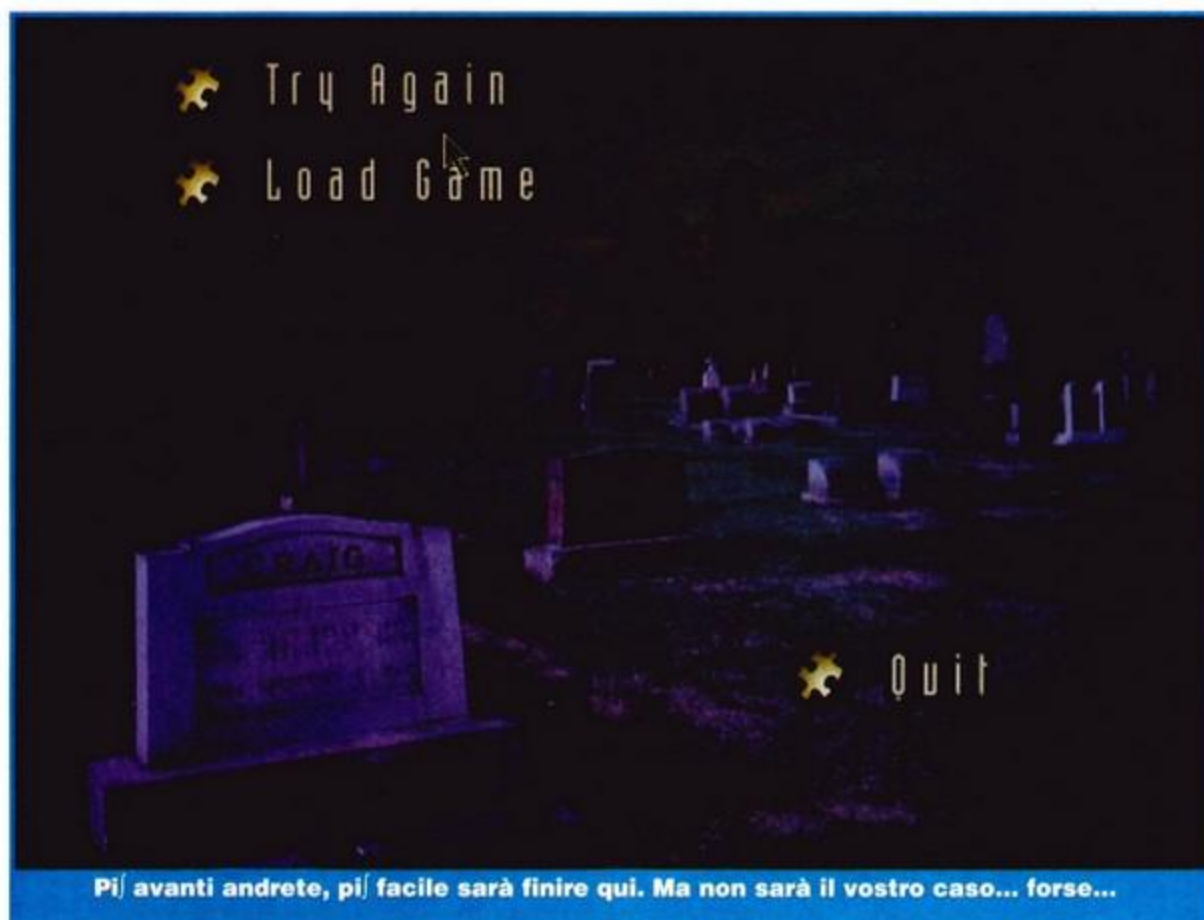 Try Again
Load Game
CRAIG
Quit
Pi∫ avanti andrete, pi∫ facile sarà finire qui. Ma non sarà il vostro caso... forse...